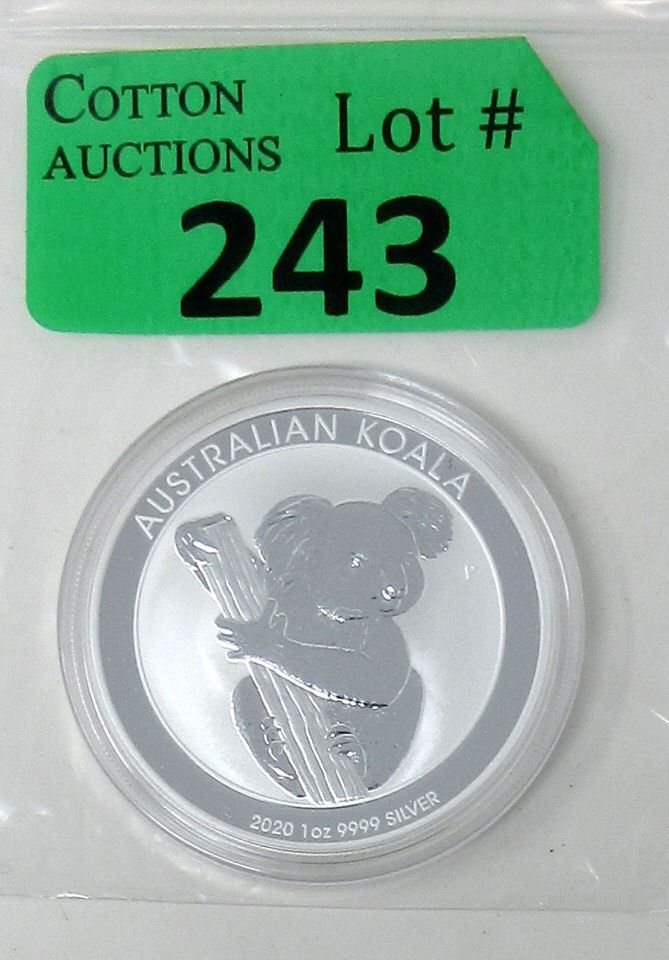 COTTON
AUCTIONS
Lot #
243
AUSTRALIAN KOALA
2020 1oz 9999 SILVER